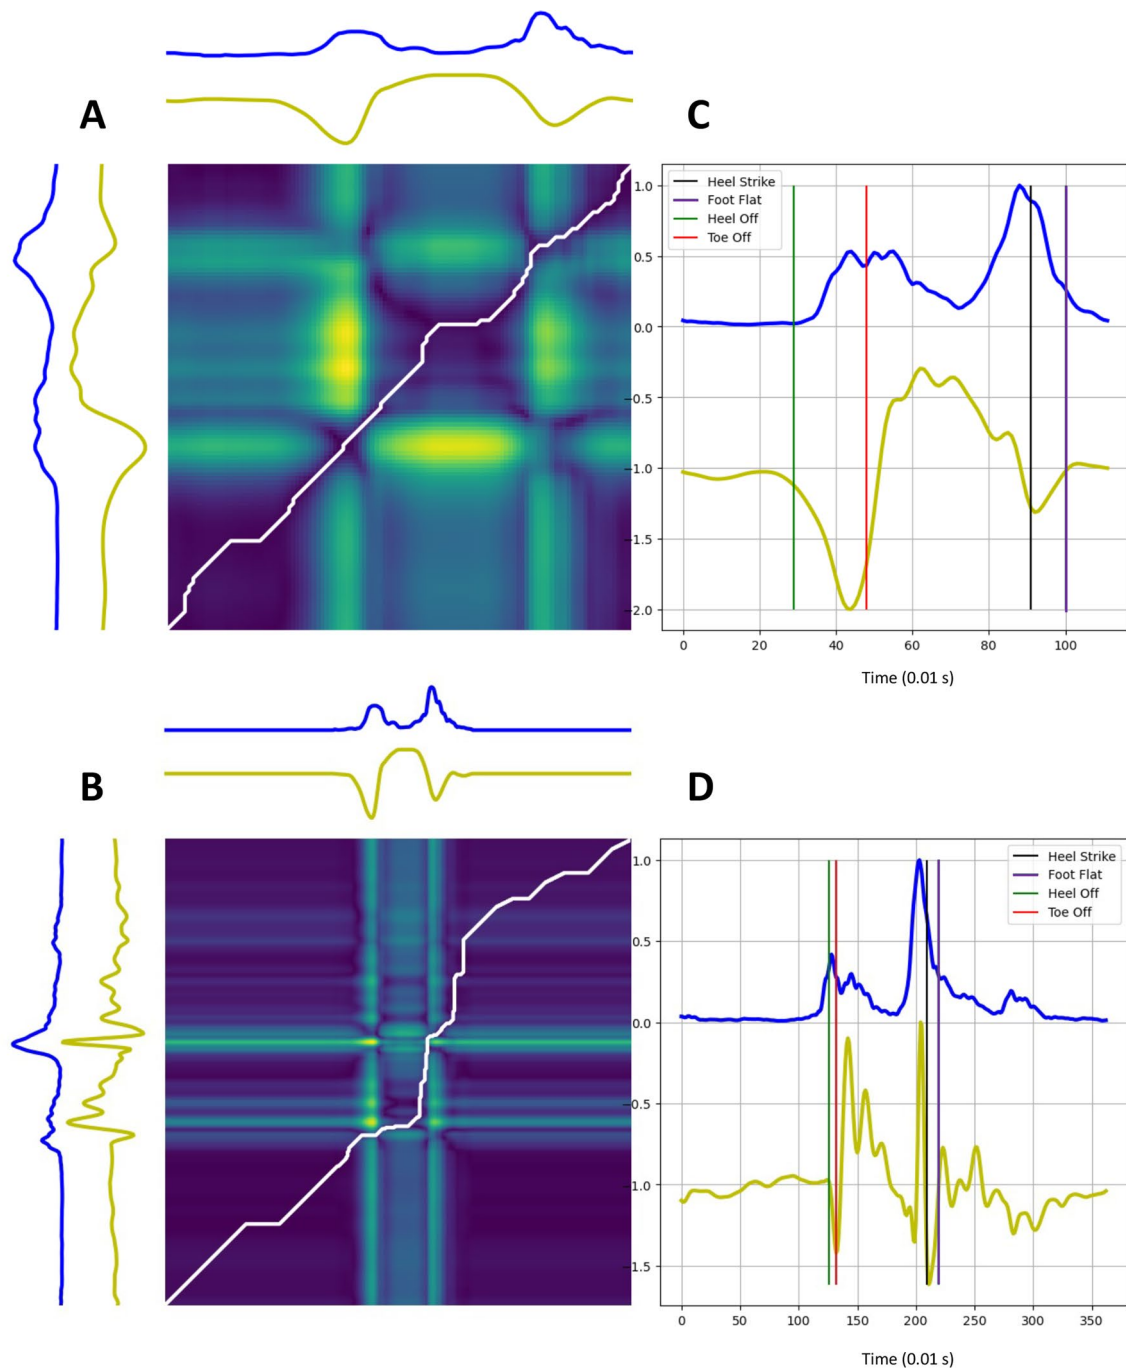 A
C
Heel Strike
Foot Flat
Heel Off
Toe Off
1.0
0.5
0.0
−0.5
−1.0
−1.5
−2.0
0 20 40 60 80 100
Time (0.01 s)
B
D
Heel Strike
Foot Flat
Heel Off
Toe Off
1.0
0.5
0.0
−0.5
−1.0
−1.5
0 50 100 150 200 250 300 350
Time (0.01 s)